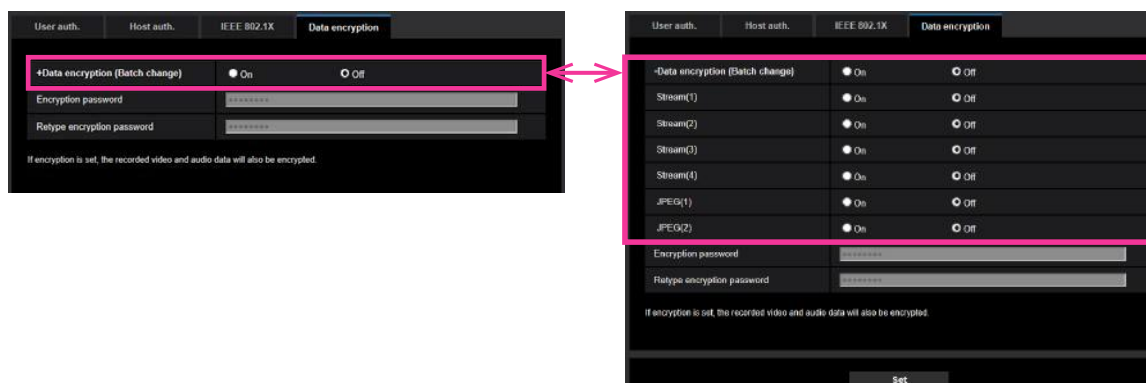 User auth. Host auth. IEEE 802.1X Data encryption
+Data encryption (Batch change) On Off
Encryption password ••••••••
Retype encryption password ••••••••
If encryption is set, the recorded video and audio data will also be encrypted.
User auth. Host auth. IEEE 802.1X Data encryption
-Data encryption (Batch change) On Off
Stream(1) On Off
Stream(2) On Off
Stream(3) On Off
Stream(4) On Off
JPEG(1) On Off
JPEG(2) On Off
Encryption password ••••••••
Retype encryption password ••••••••
If encryption is set, the recorded video and audio data will also be encrypted.
Set